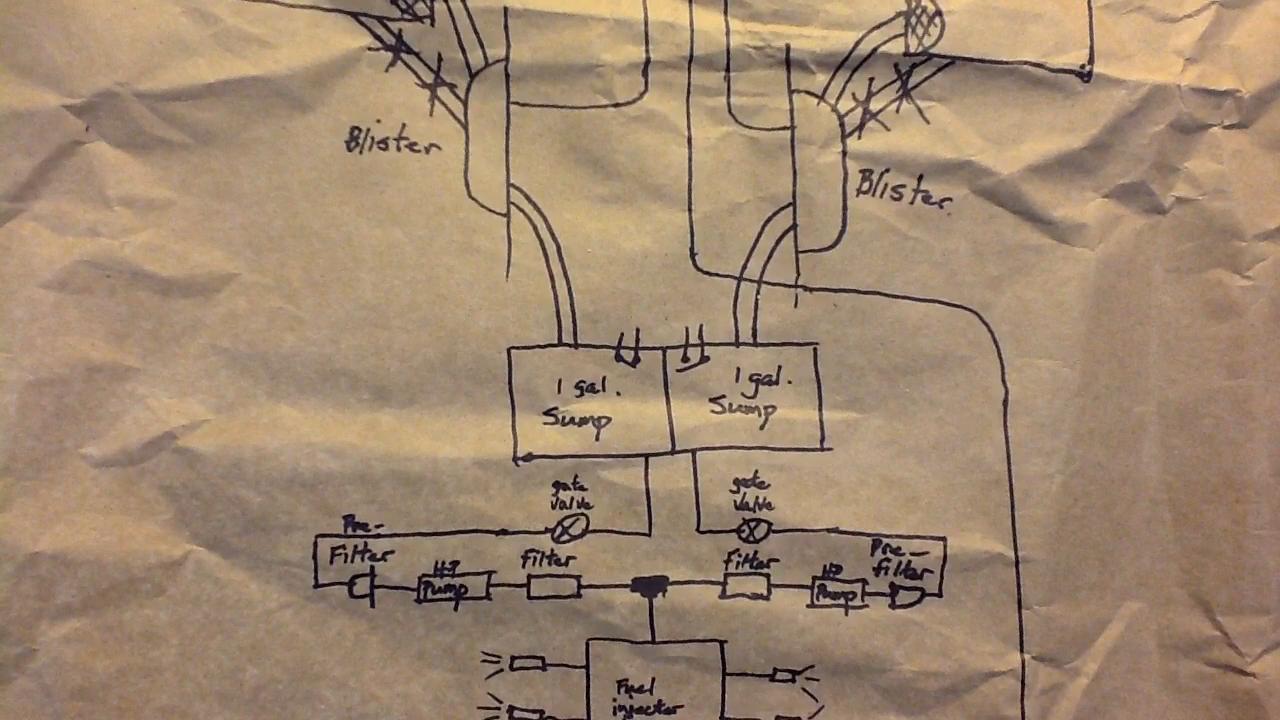 Blister
Blister
1 gal.
Sump
1 gal.
Sump
gate
valve
gate
valve
Pre-
Filter
HP
Pump
Filter
Filter
HP
Pump
Pre-
filter
Fuel
injector